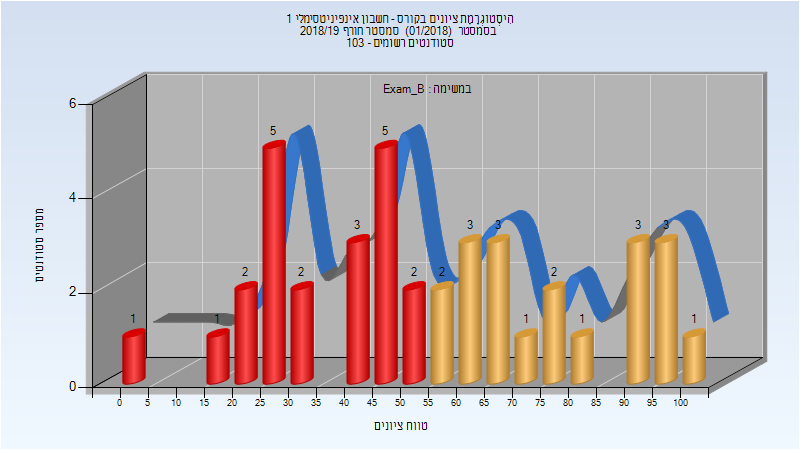 היסטוגרמת ציונים בקורס - חשבון אינפיניטסימלי 1
בסמסטר (01/2018) סמסטר חורף 2018/19
סטודנטים רשומים - 103
במשימה : Exam_B
מספר סטודנטים
6
4
2
0
1 1 2 5 2 3 5 2 2 3 3 1 2 1 3 3 1
0 5 10 15 20 25 30 35 40 45 50 55 60 65 70 75 80 85 90 95 100
טווח ציונים